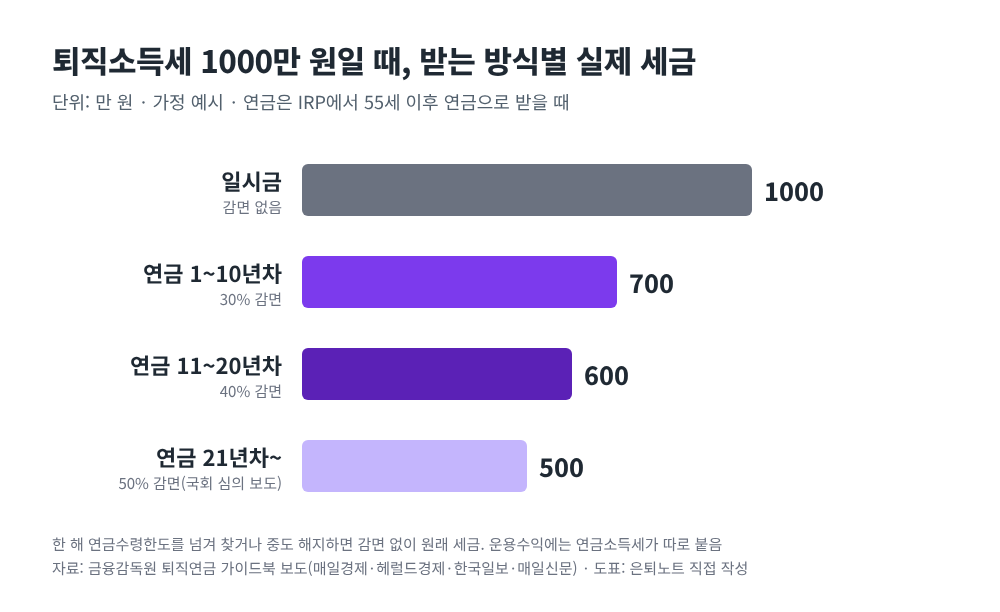 퇴직소득세 1000만 원일 때, 받는 방식별 실제 세금
단위: 만 원 · 가정 예시 · 연금은 IRP에서 55세 이후 연금으로 받을 때
일시금
감면 없음
1000
연금 1~10년차
30% 감면
700
연금 11~20년차
40% 감면
600
연금 21년차~
50% 감면(국회 심의 보도)
500
한 해 연금수령한도를 넘겨 찾거나 중도 해지하면 감면 없이 원래 세금. 운용수익에는 연금소득세가 따로 붙음
자료: 금융감독원 퇴직연금 가이드북 보도(매일경제·헤럴드경제·한국일보·매일신문) · 도표: 은퇴노트 직접 작성